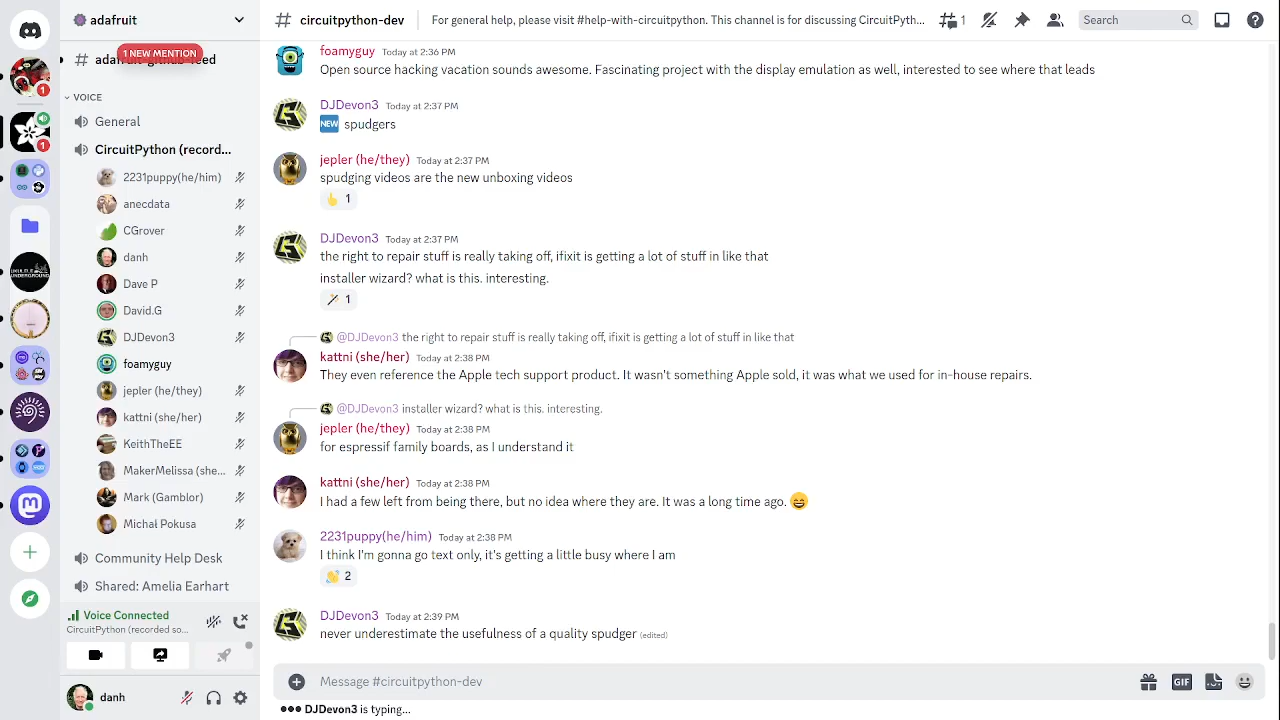 adafruit
# circuitpython-dev
For general help, please visit #help-with-circuitpython. This channel is for discussing CircuitPyth...
1
Search
1 NEW MENTION
VOICE
General
CircuitPython (record...
2231puppy(he/him)
anecdata
CGrover
danh
Dave P
David.G
DJDevon3
foamyguy
jepler (he/they)
kattni (she/her)
KeithTheEE
MakerMelissa (she...
Mark (Gamblor)
Michał Pokusa
Community Help Desk
Shared: Amelia Earhart
Voice Connected
CircuitPython (recorded so...
danh
foamyguy Today at 2:36 PM
Open source hacking vacation sounds awesome. Fascinating project with the display emulation as well, interested to see where that leads
DJDevon3 Today at 2:37 PM
NEW spudgers
jepler (he/they) Today at 2:37 PM
spudging videos are the new unboxing videos
1
DJDevon3 Today at 2:37 PM
the right to repair stuff is really taking off, ifixit is getting a lot of stuff in like that
installer wizard? what is this. interesting.
1
@DJDevon3 the right to repair stuff is really taking off, ifixit is getting a lot of stuff in like that
kattni (she/her) Today at 2:38 PM
They even reference the Apple tech support product. It wasn't something Apple sold, it was what we used for in-house repairs.
@DJDevon3 installer wizard? what is this. interesting.
jepler (he/they) Today at 2:38 PM
for espressif family boards, as I understand it
kattni (she/her) Today at 2:38 PM
I had a few left from being there, but no idea where they are. It was a long time ago. 😄
2231puppy(he/him) Today at 2:38 PM
I think I'm gonna go text only, it's getting a little busy where I am
2
DJDevon3 Today at 2:39 PM
never underestimate the usefulness of a quality spudger (edited)
Message #circuitpython-dev
GIF
DJDevon3 is typing...